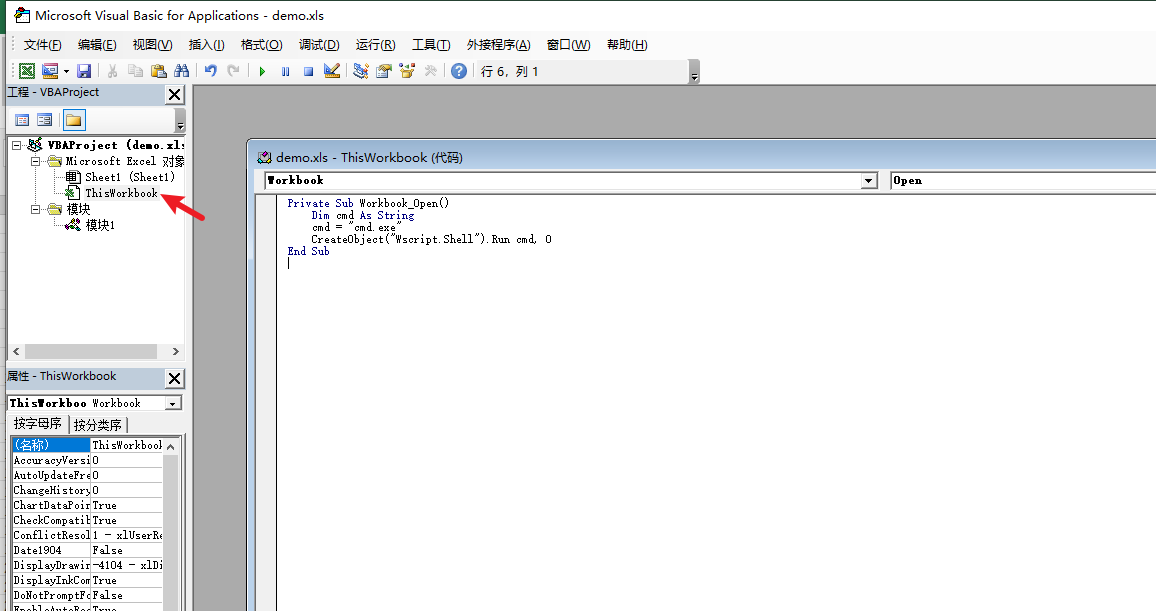 Microsoft Visual Basic for Applications - demo.xls
文件(F) 编辑(E) 视图(V) 插入(I) 格式(O) 调试(D) 运行(R) 工具(T) 外接程序(A) 窗口(W) 帮助(H)
行 6, 列 1
工程 - VBAProject
VBAProject (demo.xls
Microsoft Excel 对象
Sheet1 (Sheet1)
ThisWorkbook
模块
模块1
属性 - ThisWorkbook
ThisWorkboo Workbook
按字母序 按分类序
(名称) ThisWorkbook
AccuracyVersi 0
AutoUpdateFre 0
ChangeHistory 0
ChartDataPoin True
CheckCompatib True
ConflictResol 1 - xlUserRe
Date1904 False
DisplayDrawin -4104 - xlDi
DisplayInkCom True
DoNotPromptFo False
EnableAutoRec True
demo.xls - ThisWorkbook (代码)
Workbook Open
Private Sub Workbook_Open()
Dim cmd As String
cmd = "cmd.exe"
CreateObject("Wscript.Shell").Run cmd, 0
End Sub